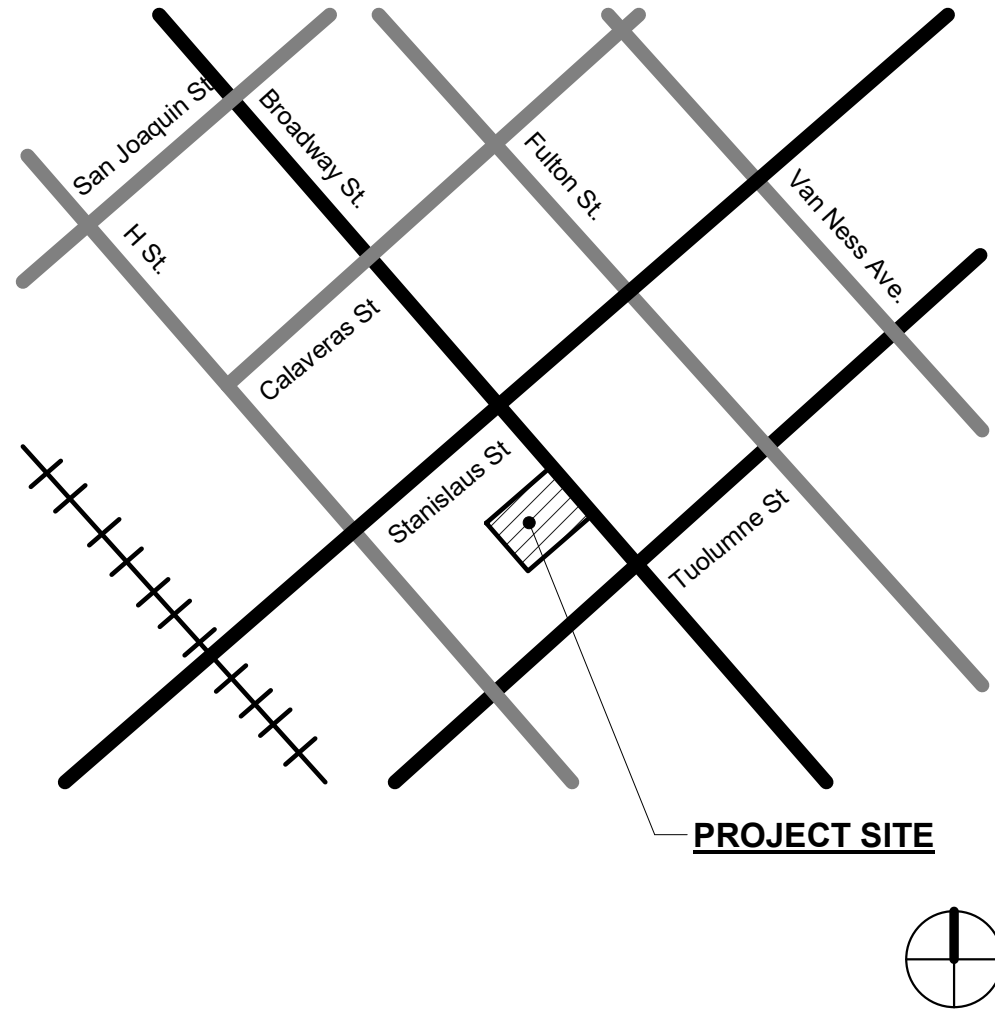 San Joaquin St
Broadway St.
Fulton St.
Van Ness Ave.
H St.
Calaveras St
Stanislaus St
Tuolumne St
PROJECT SITE